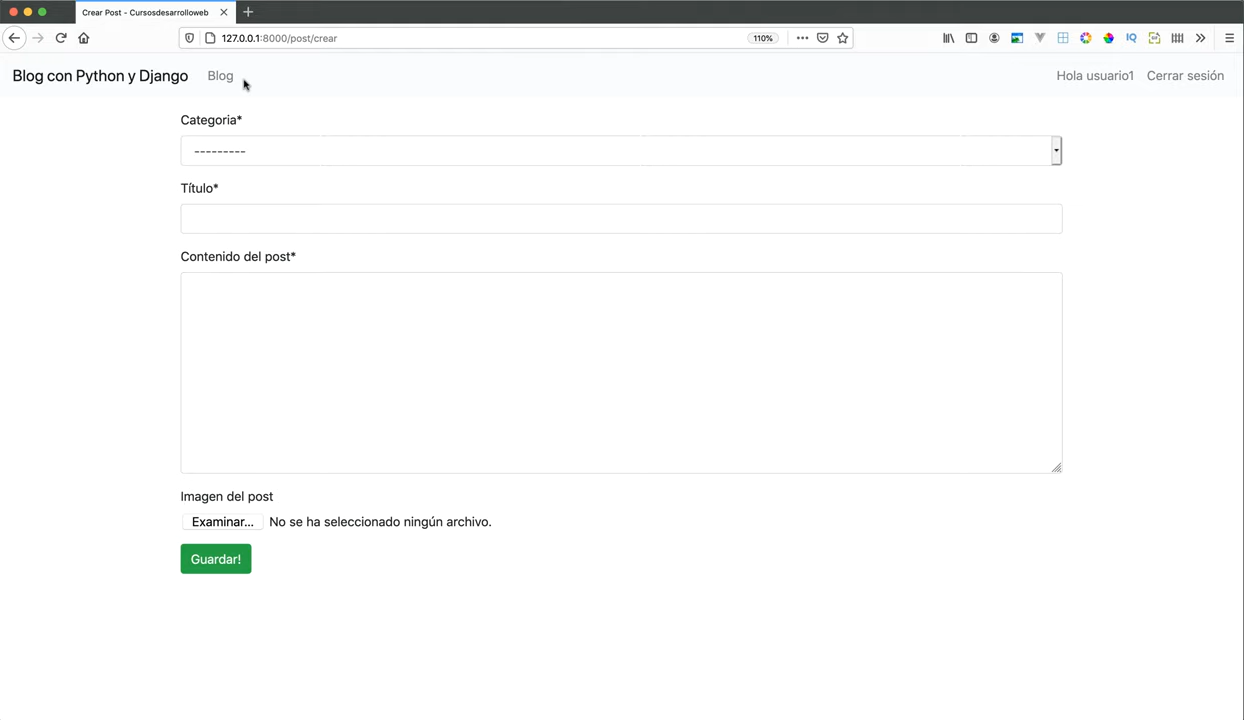 Crear Post - Cursosdesarrolloweb
127.0.0.1:8000/post/crear
110%
Blog con Python y Django Blog Hola usuario1 Cerrar sesión
Categoria*
---------
Título*
Contenido del post*
Imagen del post
Examinar... No se ha seleccionado ningún archivo.
Guardar!